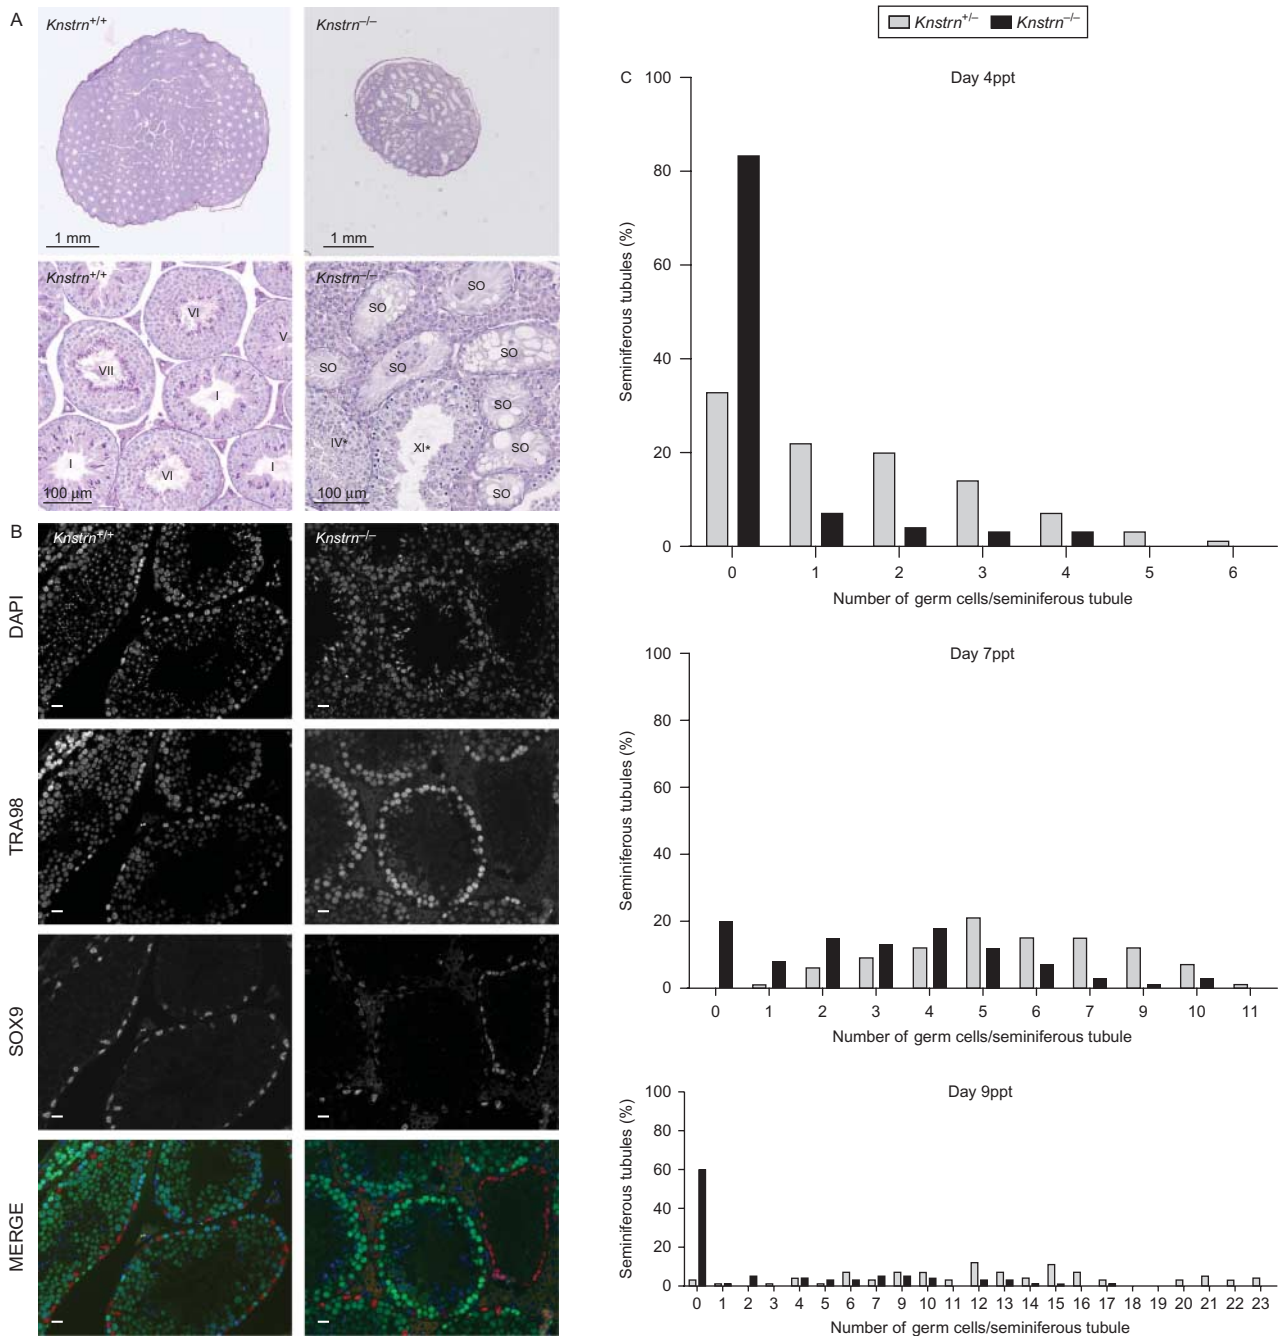 A
Knstrn+/+
Knstrn–/–
1 mm
1 mm
Knstrn+/+
Knstrn–/–
VI
V
VII
I
I
VI
I
100 µm
SO
SO
SO
SO
SO
SO
IV*
XI*
SO
SO
100 µm
B
Knstrn+/+
Knstrn–/–
DAPI
TRA98
SOX9
MERGE
Knstrn+/– Knstrn–/–
C
Day 4ppt
Seminiferous tubules (%)
100
80
60
40
20
0
0 1 2 3 4 5 6
Number of germ cells/seminiferous tubule
Day 7ppt
Seminiferous tubules (%)
100
80
60
40
20
0
0 1 2 3 4 5 6 7 9 10 11
Number of germ cells/seminiferous tubule
Day 9ppt
Seminiferous tubules (%)
100
80
60
40
20
0
0 1 2 3 4 5 6 7 9 10 11 12 13 14 15 16 17 18 19 20 21 22 23
Number of germ cells/seminiferous tubule